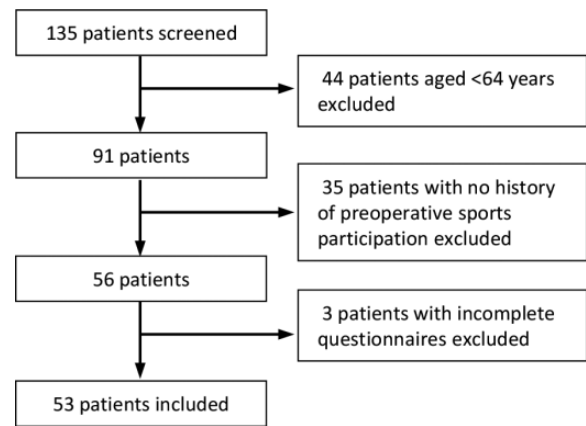 135 patients screened
44 patients aged <64 years
excluded
91 patients
35 patients with no history
of preoperative sports
participation excluded
56 patients
3 patients with incomplete
questionnaires excluded
53 patients included